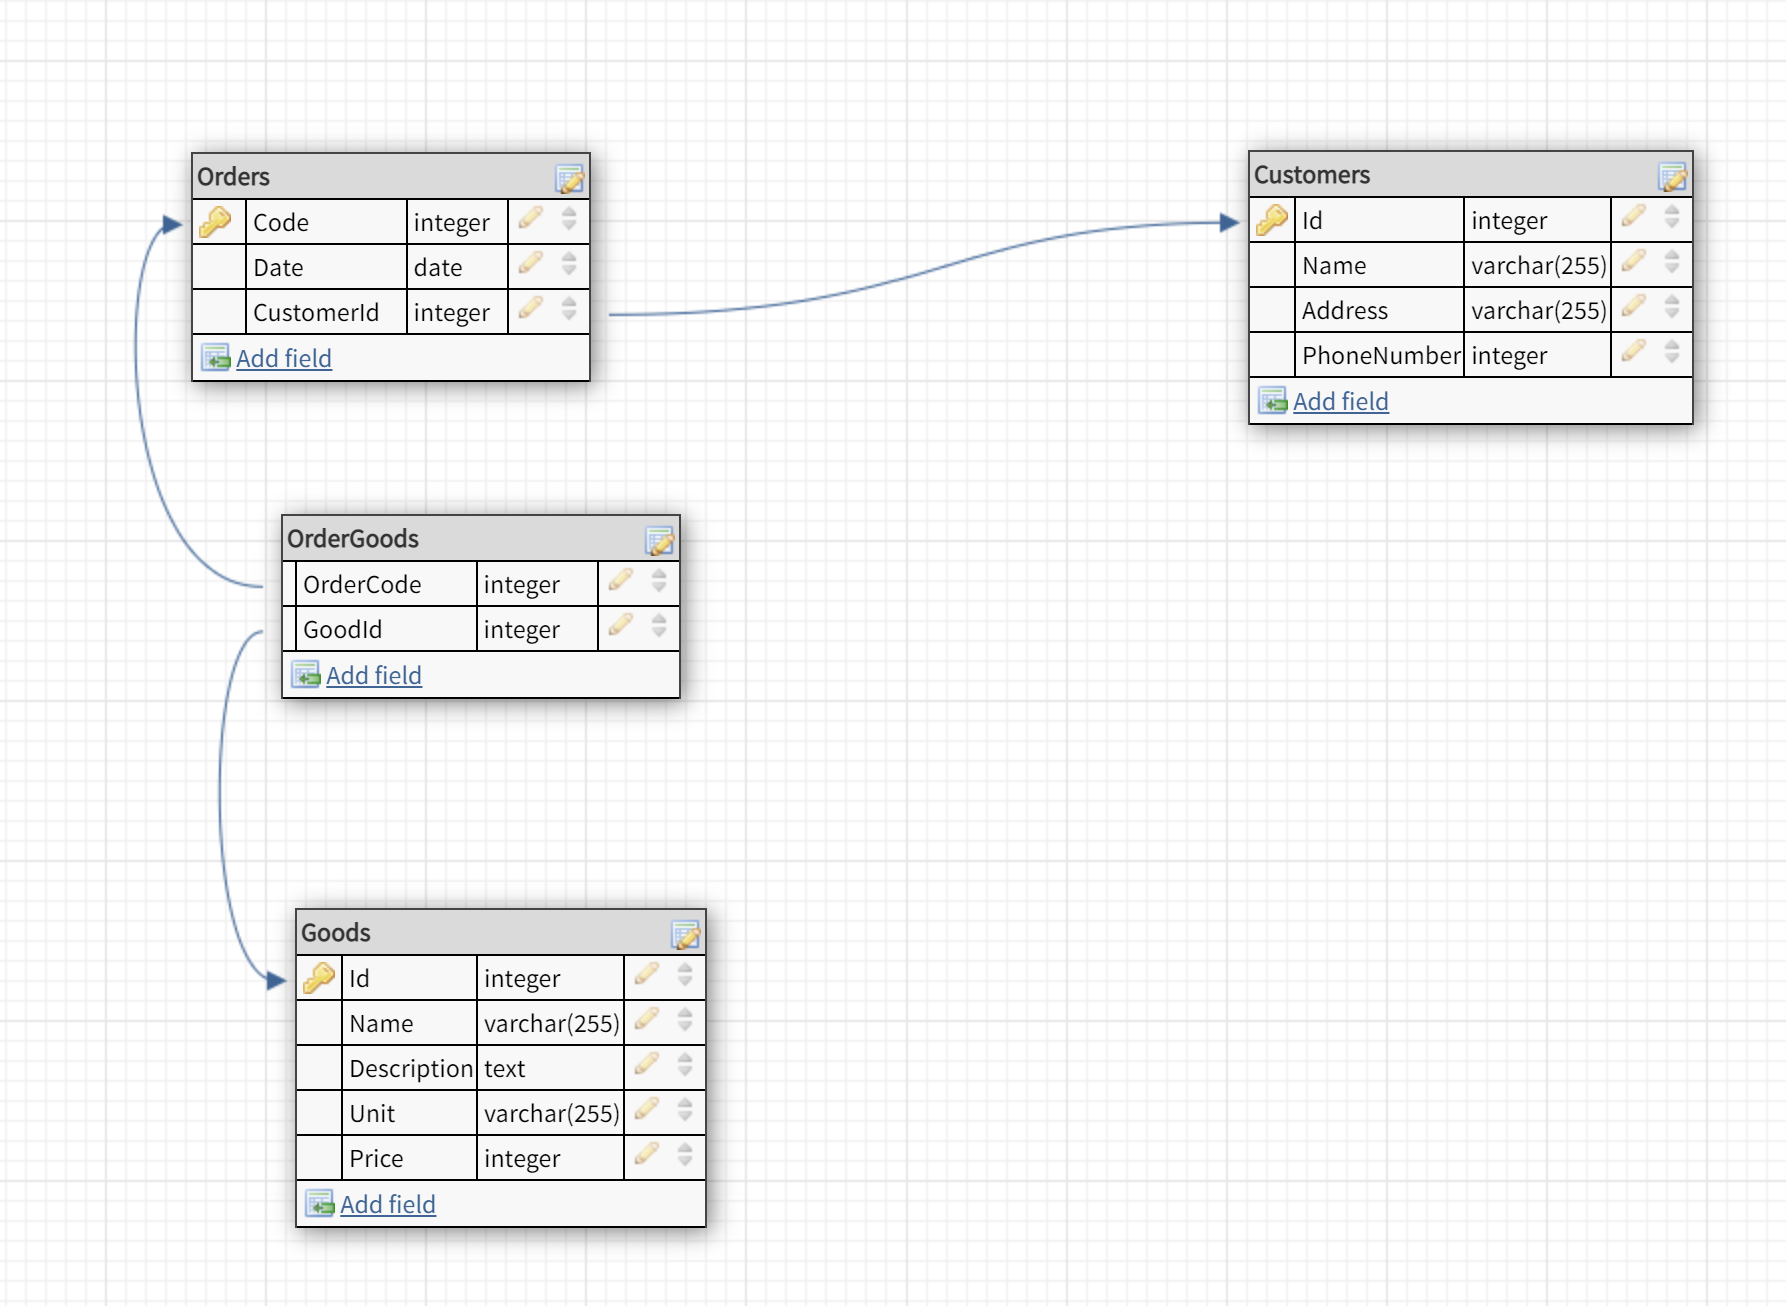 Orders
Code integer
Date date
CustomerId integer
Add field
Customers
Id integer
Name varchar(255)
Address varchar(255)
PhoneNumber integer
Add field
OrderGoods
OrderCode integer
GoodId integer
Add field
Goods
Id integer
Name varchar(255)
Description text
Unit varchar(255)
Price integer
Add field